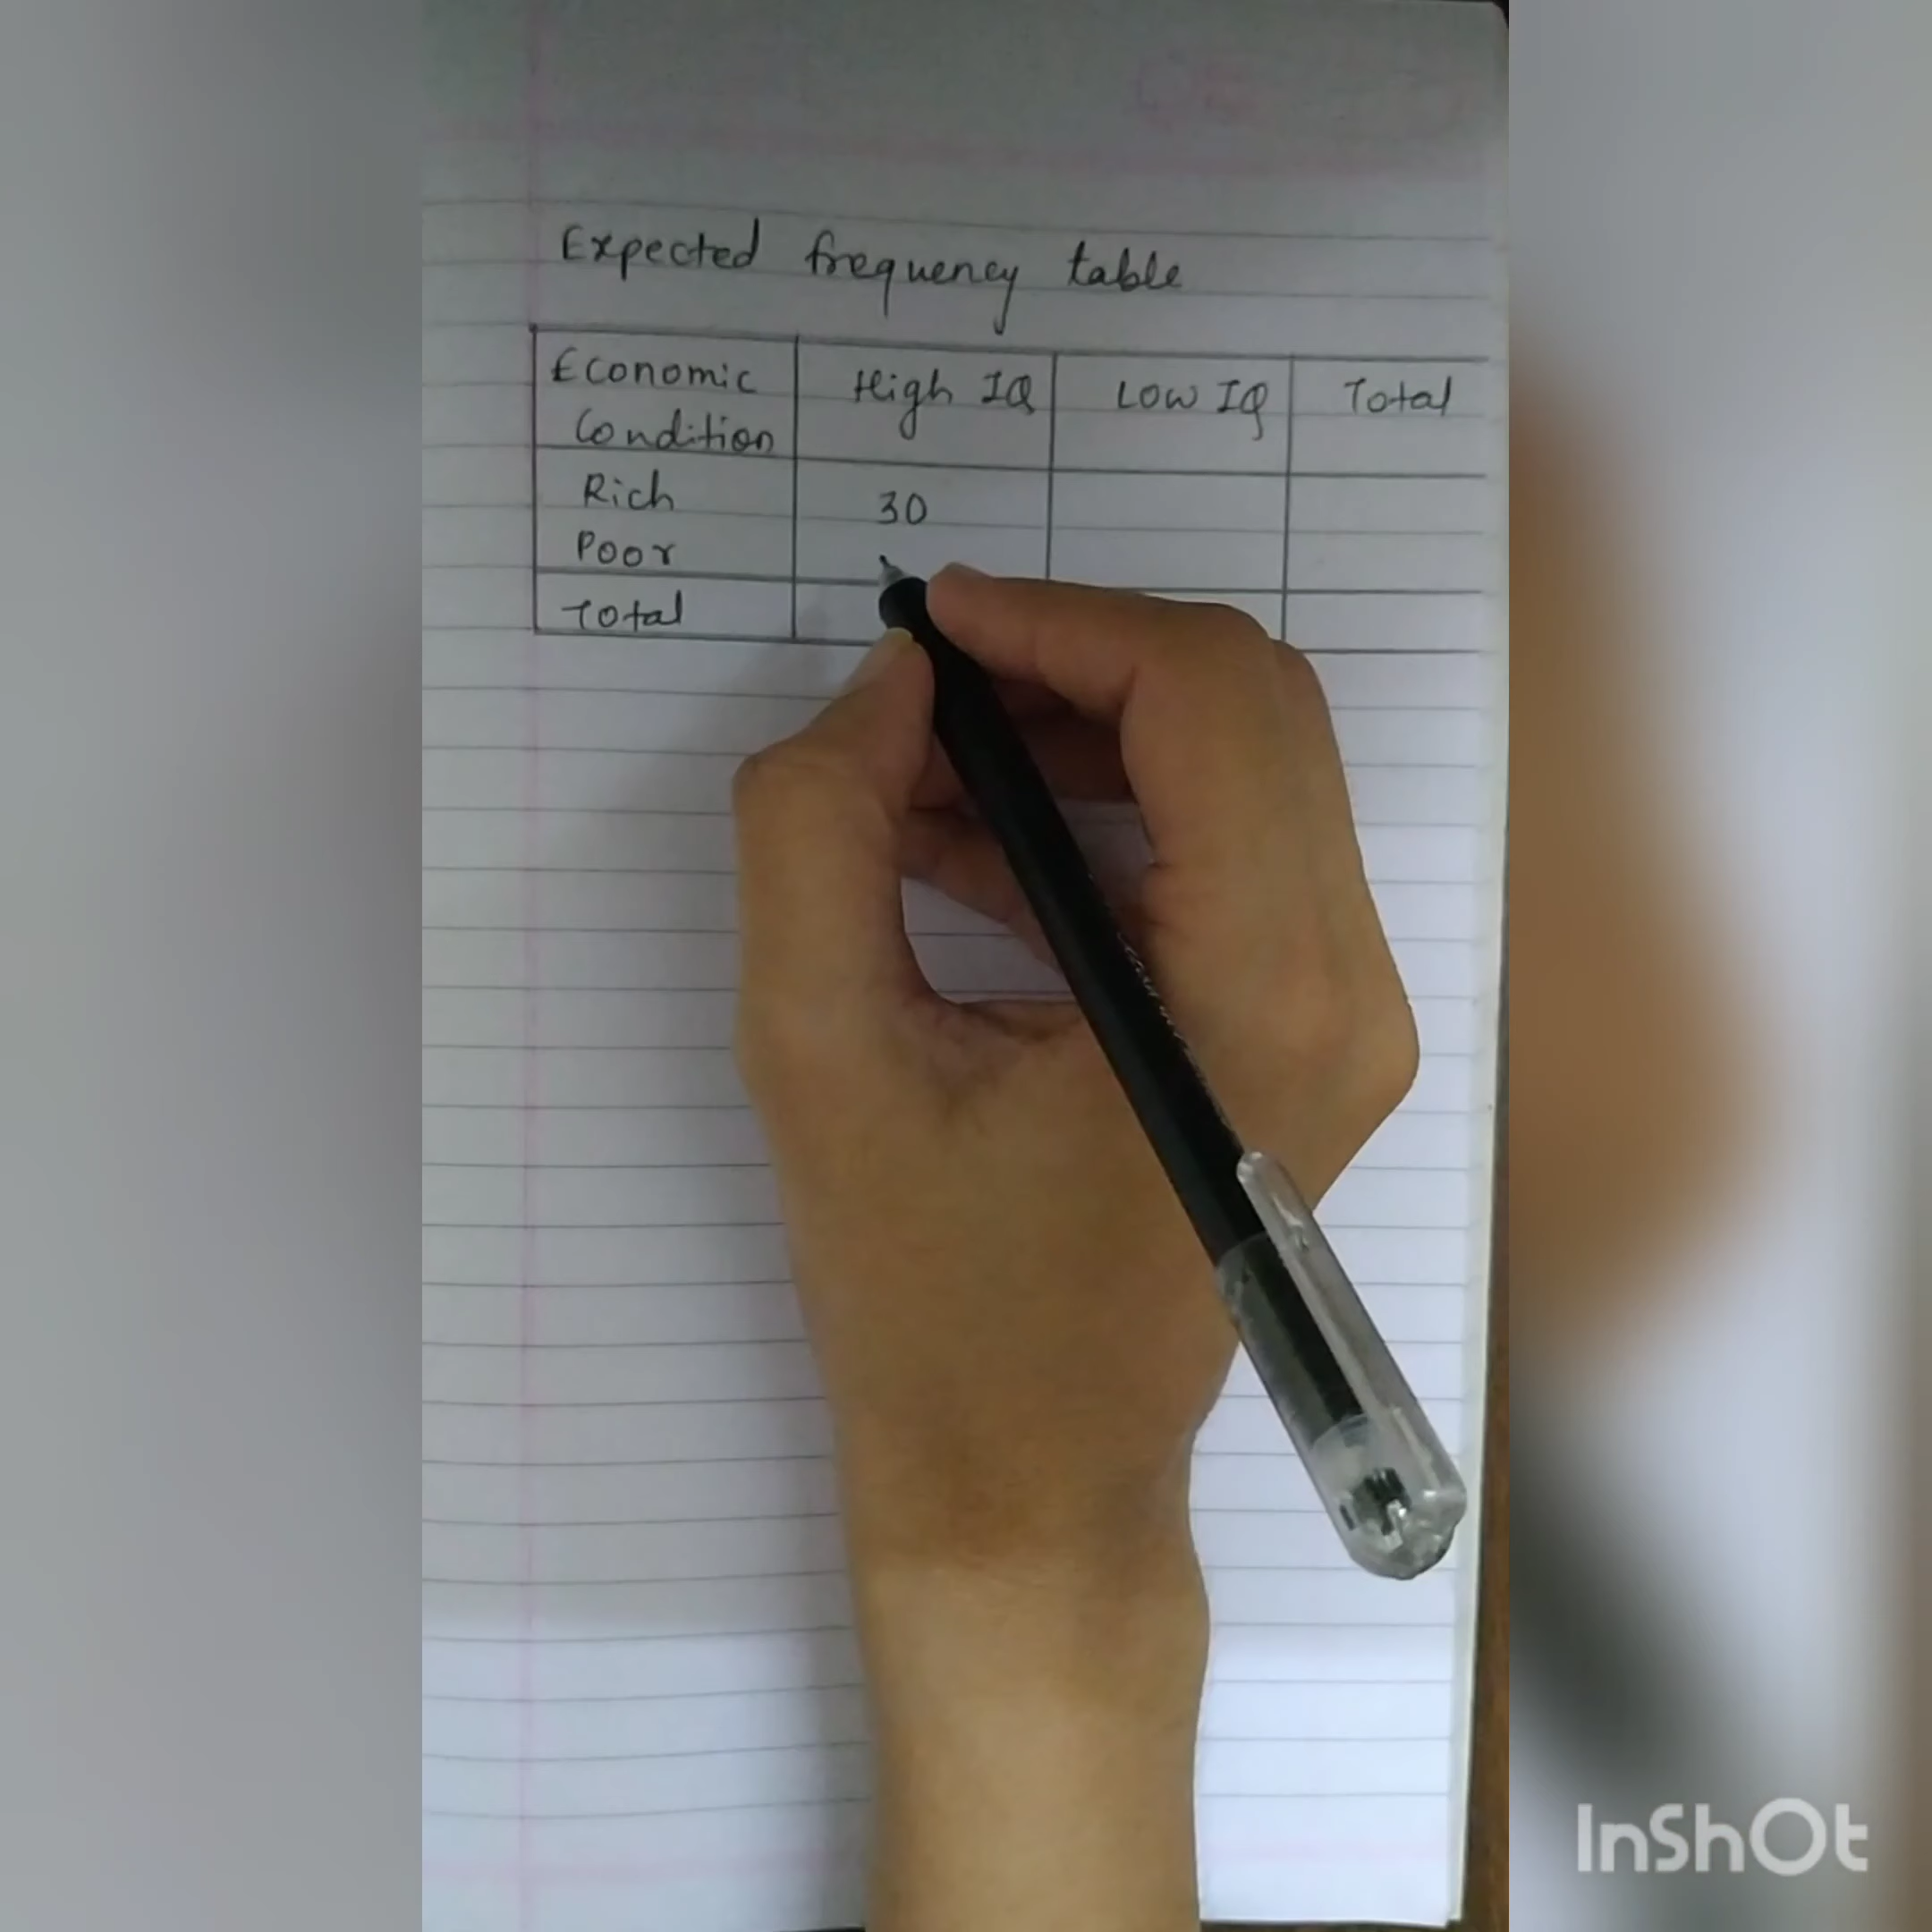 Expected frequency table
Economic Condition High IQ Low IQ Total
Rich 30
Poor
Total
InShOt